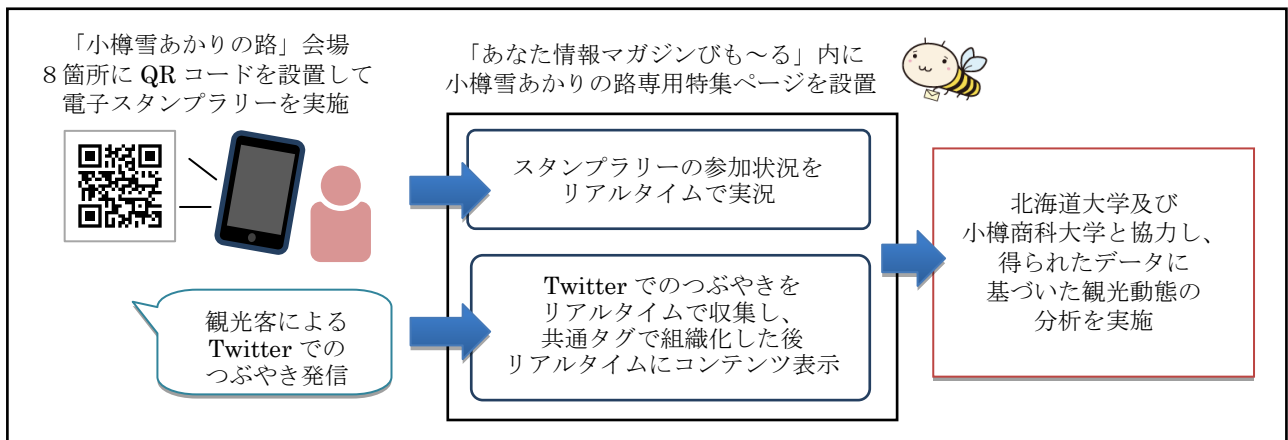 「小樽雪あかりの路」会場
８箇所に QR コードを設置して
電子スタンプラリーを実施
「あなた情報マガジンびも～る」内に
小樽雪あかりの路専用特集ページを設置
スタンプラリーの参加状況を
リアルタイムで実況
観光客による
Twitter での
つぶやき発信
Twitter でのつぶやきを
リアルタイムで収集し、
共通タグで組織化した後
リアルタイムにコンテンツ表示
北海道大学及び
小樽商科大学と協力し、
得られたデータに
基づいた観光動態の
分析を実施